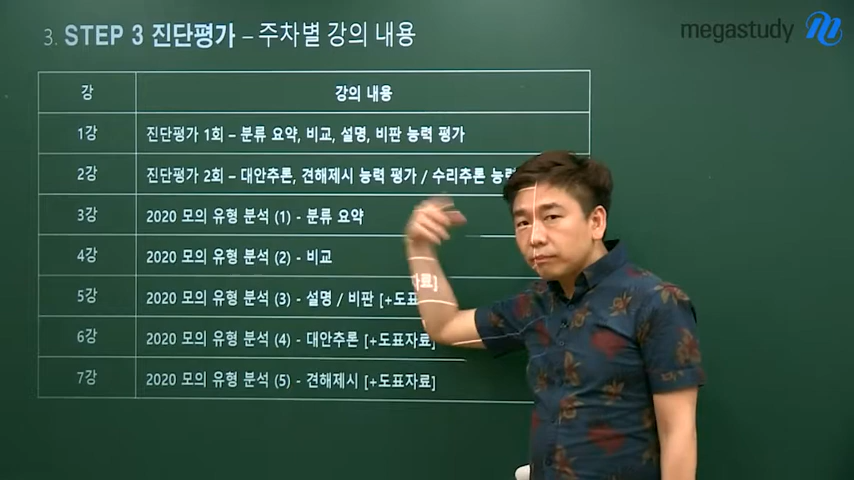 megastudy
3. STEP 3 진단평가 – 주차별 강의 내용
강 강의 내용
1강 진단평가 1회 – 분류 요약, 비교, 설명, 비판 능력 평가
2강 진단평가 2회 – 대안추론, 견해제시 능력 평가 / 수리추론 능력
3강 2020 모의 유형 분석 (1) - 분류 요약
4강 2020 모의 유형 분석 (2) - 비교
5강 2020 모의 유형 분석 (3) - 설명 / 비판 [+도표자료]
6강 2020 모의 유형 분석 (4) - 대안추론 [+도표자료]
7강 2020 모의 유형 분석 (5) - 견해제시 [+도표자료]